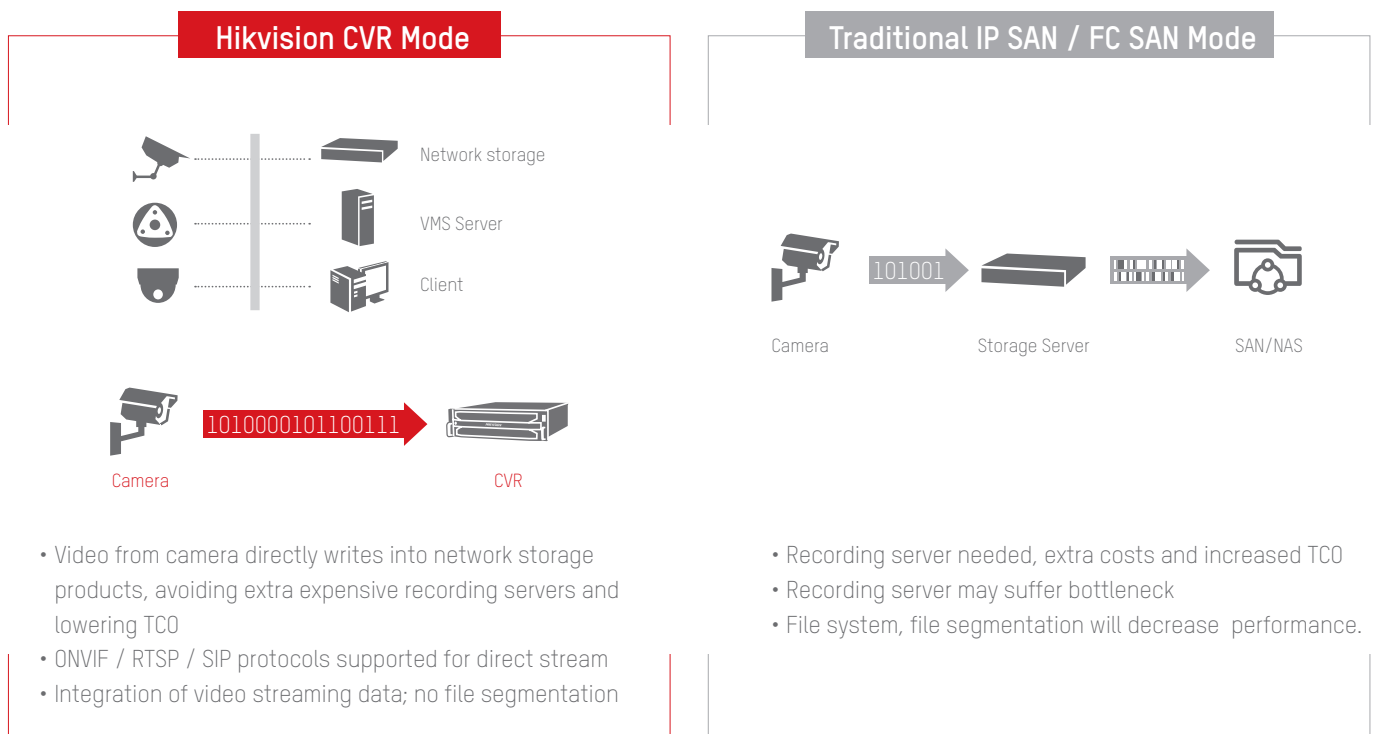 Hikvision CVR Mode
Network storage
VMS Server
Client
1010000101100111
Camera
CVR
• Video from camera directly writes into network storage
products, avoiding extra expensive recording servers and
lowering TCO
• ONVIF / RTSP / SIP protocols supported for direct stream
• Integration of video streaming data; no file segmentation
Traditional IP SAN / FC SAN Mode
101001
Camera
Storage Server
SAN/NAS
• Recording server needed, extra costs and increased TCO
• Recording server may suffer bottleneck
• File system, file segmentation will decrease performance.